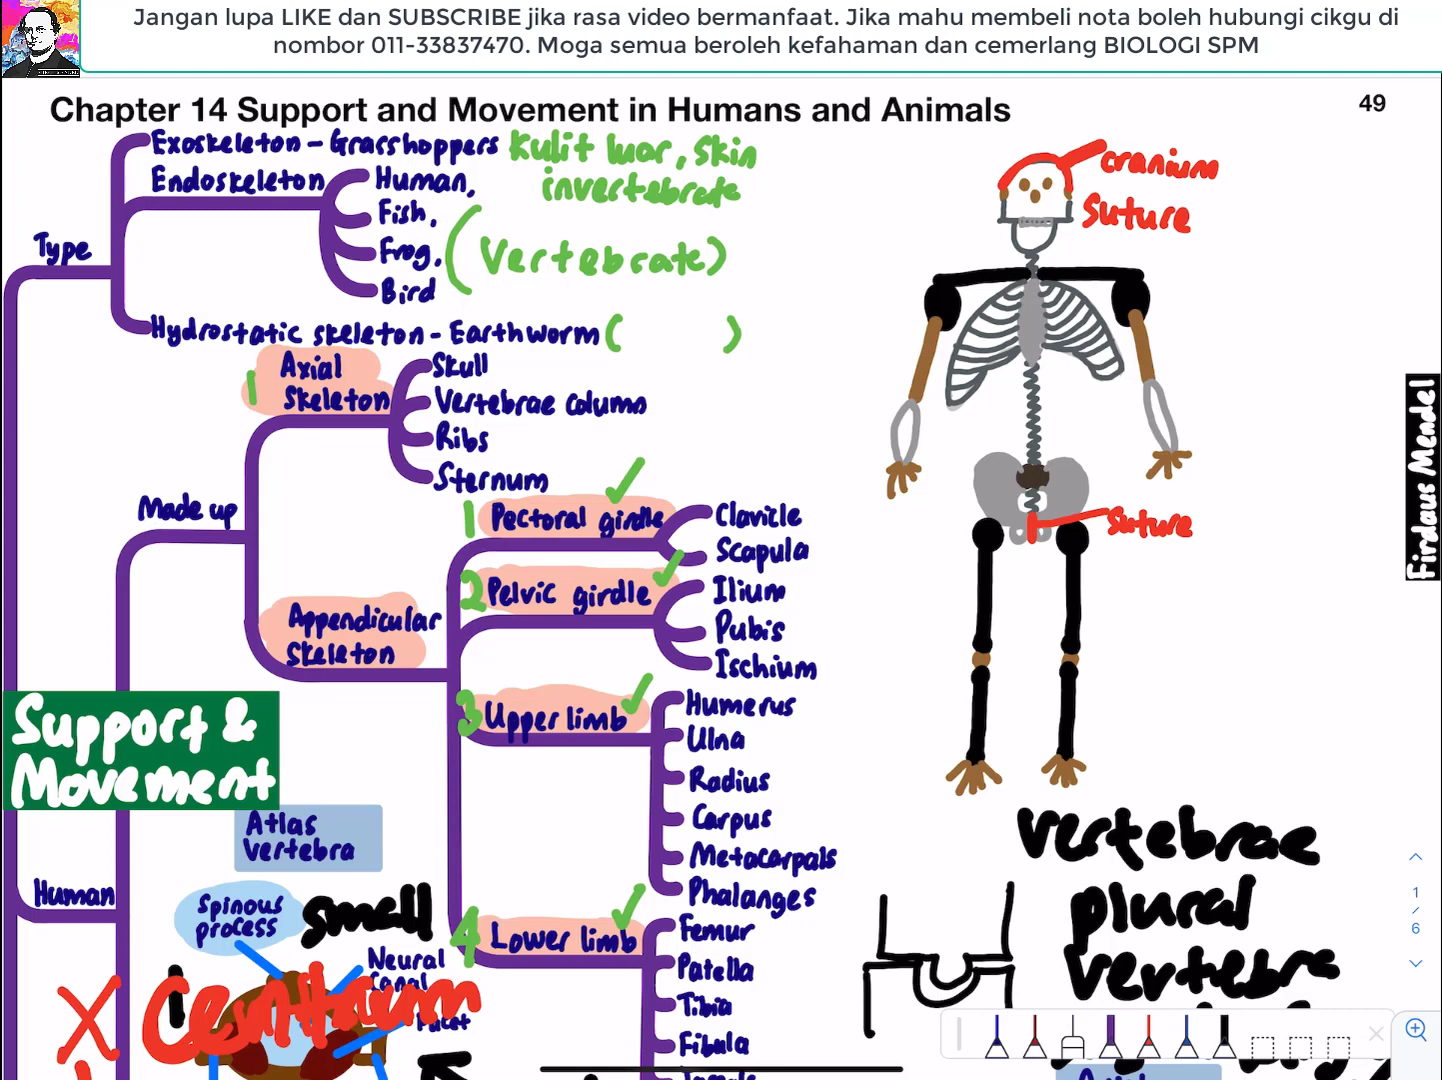 Jangan lupa LIKE dan SUBSCRIBE jika rasa video bermanfaat. Jika mahu membeli nota boleh hubungi cikgu di
nombor 011-33837470. Moga semua beroleh kefahaman dan cemerlang BIOLOGI SPM
Chapter 14 Support and Movement in Humans and Animals
49
Exoskeleton - Grasshoppers
Kulit luar, skin
invertebrate
Endoskeleton
Human,
Fish,
Frog,
Bird
(Vertebrate)
Type
Hydrostatic skeleton - Earthworm ( )
cranium
Suture
Axial
Skeleton
1
Skull
Vertebrae column
Ribs
Sternum
Made up
1 Pectoral girdle
Clavicle
Scapula
2 Pelvic girdle
Ilium
Pubis
Ischium
Suture
Firdaus Mendel
Appendicular
Skeleton
3 Upper limb
Humerus
Ulna
Radius
Carpus
Metacarpals
Phalanges
Support &
Movement
Atlas
vertebra
Human
Spinous
process
small
4 Lower limb
Femur
Patella
Tibia
Fibula
Neural
Canal
Facet
X Centrum
vertebrae
plural
vertebra
1
/
6